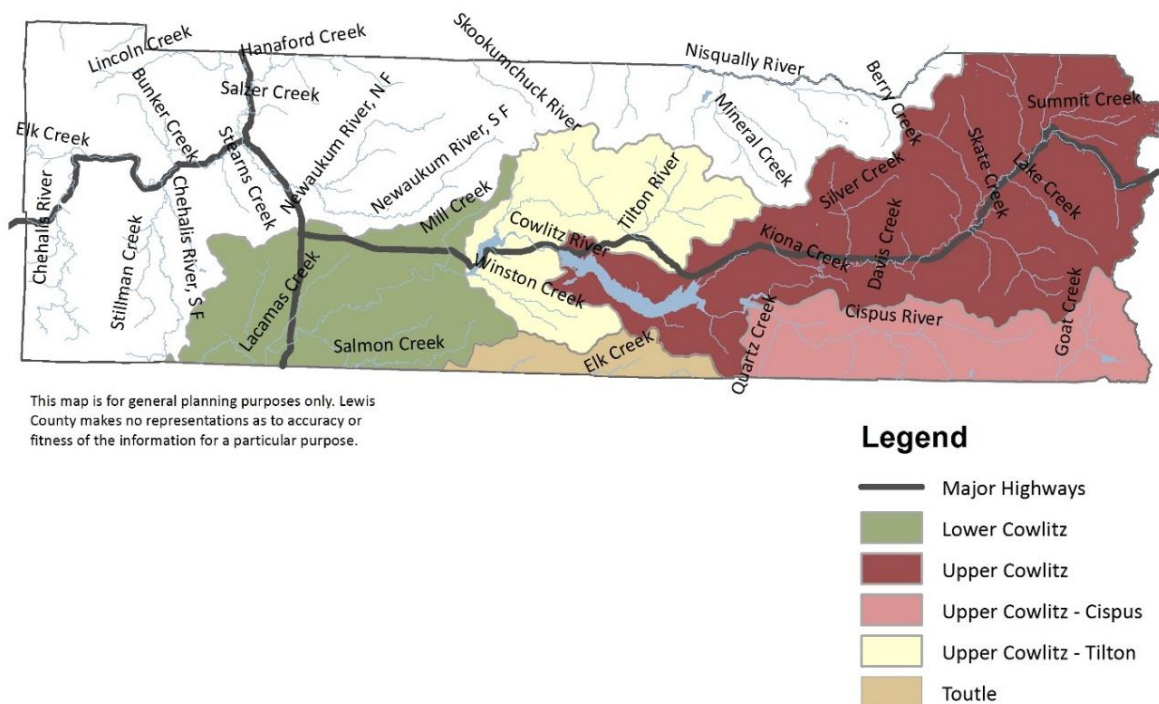 Lincoln Creek
Hanaford Creek
Skookumchuck River
Nisqually River
Berry Creek
Bunker Creek
Salzer Creek
Newaukum River, N F
Mineral Creek
Summit Creek
Elk Creek
Stearns Creek
Newaukum River, S F
Skate Creek
Lake Creek
Silver Creek
Chehalis River
Chehalis River, S F
Mill Creek
Tilton River
Cowlitz River
Kiona Creek
Davis Creek
Stillman Creek
Winston Creek
Goat Creek
Lacamas Creek
Cispus River
Salmon Creek
Elk Creek
Quartz Creek
This map is for general planning purposes only. Lewis
County makes no representations as to accuracy or
fitness of the information for a particular purpose.
Legend
Major Highways
Lower Cowlitz
Upper Cowlitz
Upper Cowlitz - Cispus
Upper Cowlitz - Tilton
Toutle